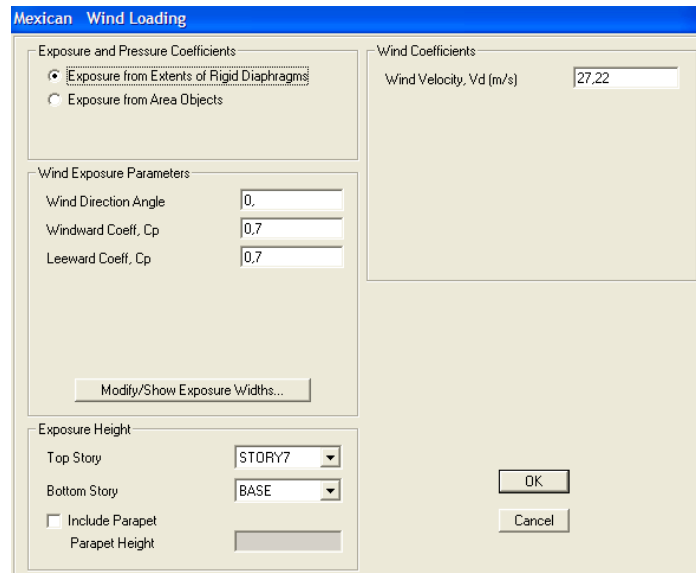 Mexican Wind Loading
Exposure and Pressure Coefficients
Exposure from Extents of Rigid Diaphragms
Exposure from Area Objects
Wind Exposure Parameters
Wind Direction Angle 0,
Windward Coeff, Cp 0,7
Leeward Coeff, Cp 0,7
Modify/Show Exposure Widths...
Exposure Height
Top Story STORY7
Bottom Story BASE
Include Parapet
Parapet Height
Wind Coefficients
Wind Velocity, Vd (m/s) 27,22
OK
Cancel